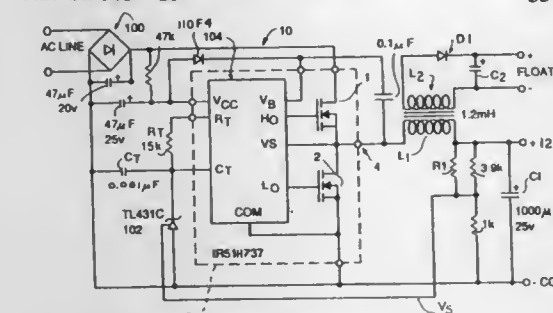 100
110F4
104
10
47k
AC LINE
0.1µF
D1
L2
C2
+
FLOAT
-
47µF
20v
1
VCC
VB
RT
HO
1.2mH
47µF
25v
RT
15k
VS
4
L1
+ 12
R1
3.9k
C1
CT
0.001µF
CT
2
LO
1000µF
25v
TL431C
102
COM
1k
IR51H737
- CO
VS